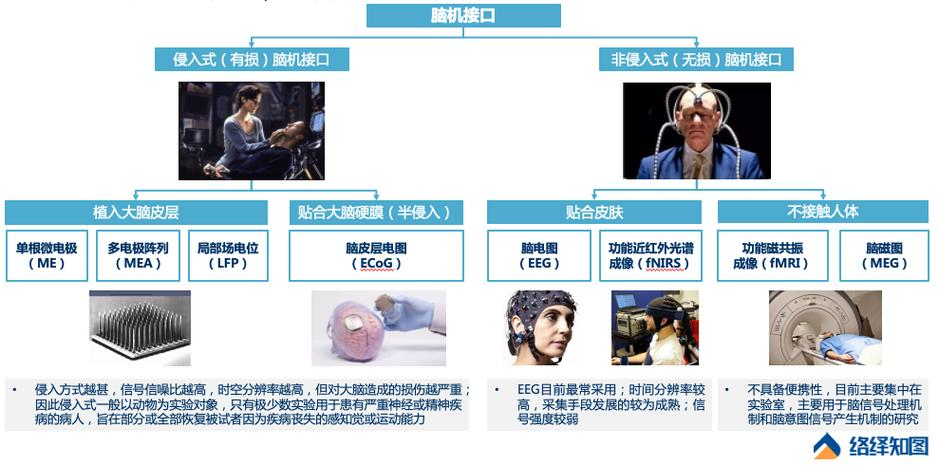 脑机接口
侵入式（有损）脑机接口
非侵入式（无损）脑机接口
植入大脑皮层
贴合大脑硬膜（半侵入）
贴合皮肤
不接触人体
单根微电极
（ME）
多电极阵列
（MEA）
局部场电位
（LFP）
脑皮层电图
（ECoG）
脑电图
（EEG）
功能近红外光谱
成像（fNIRS）
功能磁共振
成像（fMRI）
脑磁图
（MEG）
• 侵入方式越甚，信号信噪比越高，时空分辨率越高，但对大脑造成的损伤越严重；
因此侵入式一般以动物为实验对象，只有极少数实验用于患有严重神经或精神疾
病的病人，旨在部分或全部恢复被试者因为疾病丧失的感知觉或运动能力
• EEG目前最常采用；时间分辨率较
高，采集手段发展的较为成熟；信
号强度较弱
• 不具备便携性，目前主要集中在
实验室，主要用于脑信号处理机
制和脑意图信号产生机制的研究
络绎知图